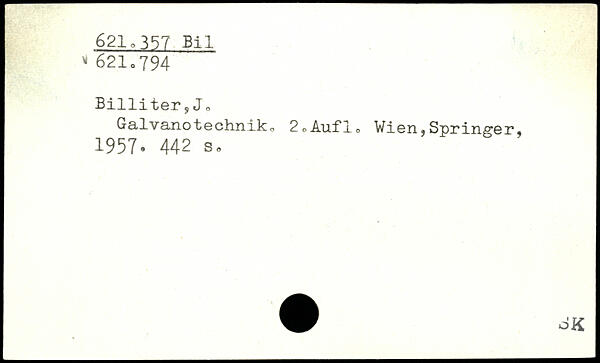 621.357 Bil
v 621.794
Billiter,J.
Galvanotechnik. 2.Aufl. Wien,Springer,
1957. 442 s.
SK